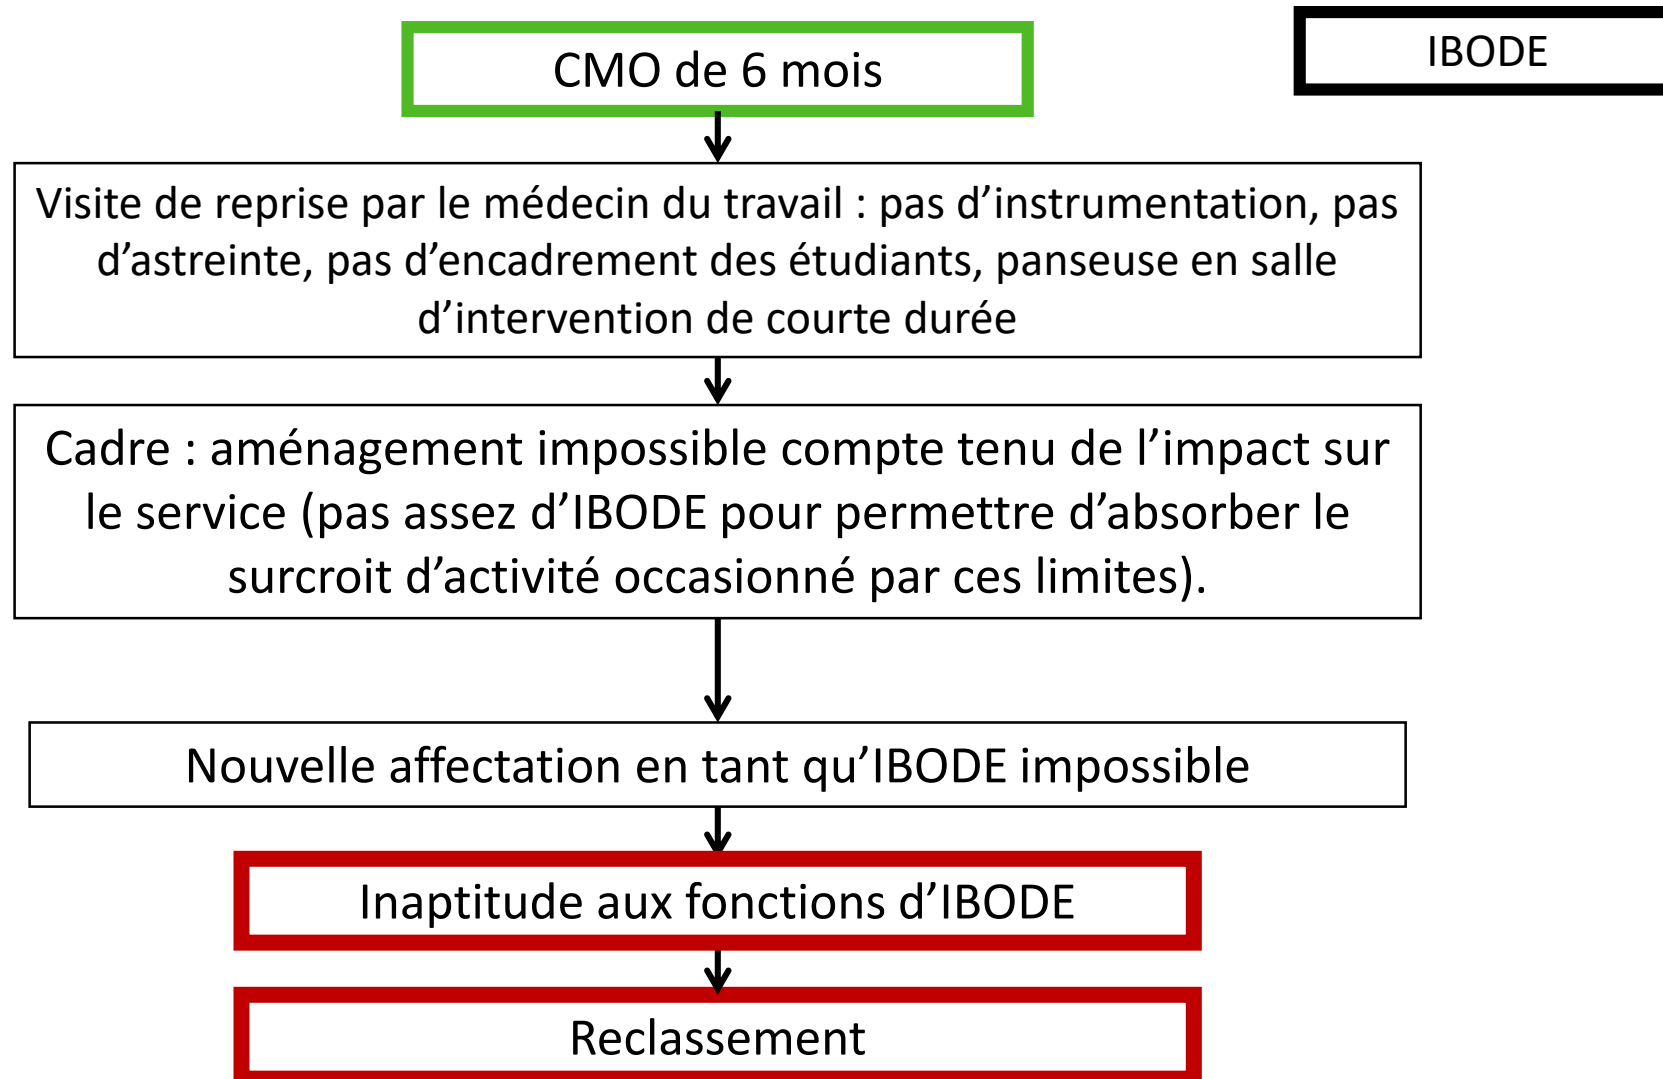 CMO de 6 mois
IBODE
Visite de reprise par le médecin du travail : pas d’instrumentation, pas
d’astreinte, pas d’encadrement des étudiants, panseuse en salle
d’intervention de courte durée
Cadre : aménagement impossible compte tenu de l’impact sur
le service (pas assez d’IBODE pour permettre d’absorber le
surcroit d’activité occasionné par ces limites).
Nouvelle affectation en tant qu’IBODE impossible
Inaptitude aux fonctions d’IBODE
Reclassement